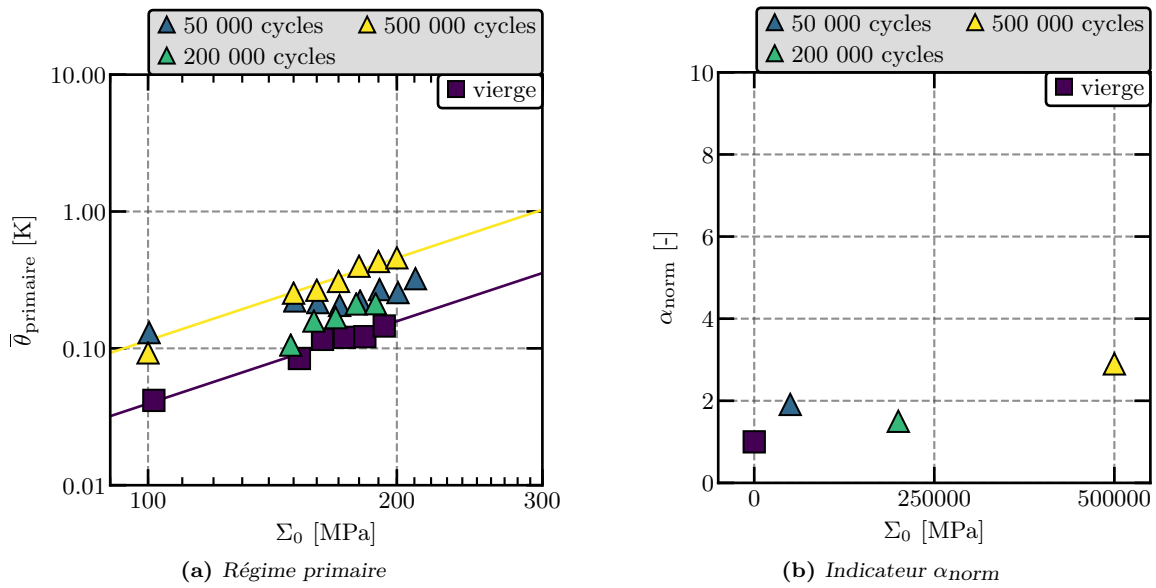 50 000 cycles
500 000 cycles
200 000 cycles
vierge
10.00
1.00
0.10
0.01
100
200
300
θ̅primaire [K]
Σ0 [MPa]
(a) Régime primaire
50 000 cycles
500 000 cycles
200 000 cycles
vierge
10
8
6
4
2
0
0
250000
500000
αnorm [-]
Σ0 [MPa]
(b) Indicateur αnorm